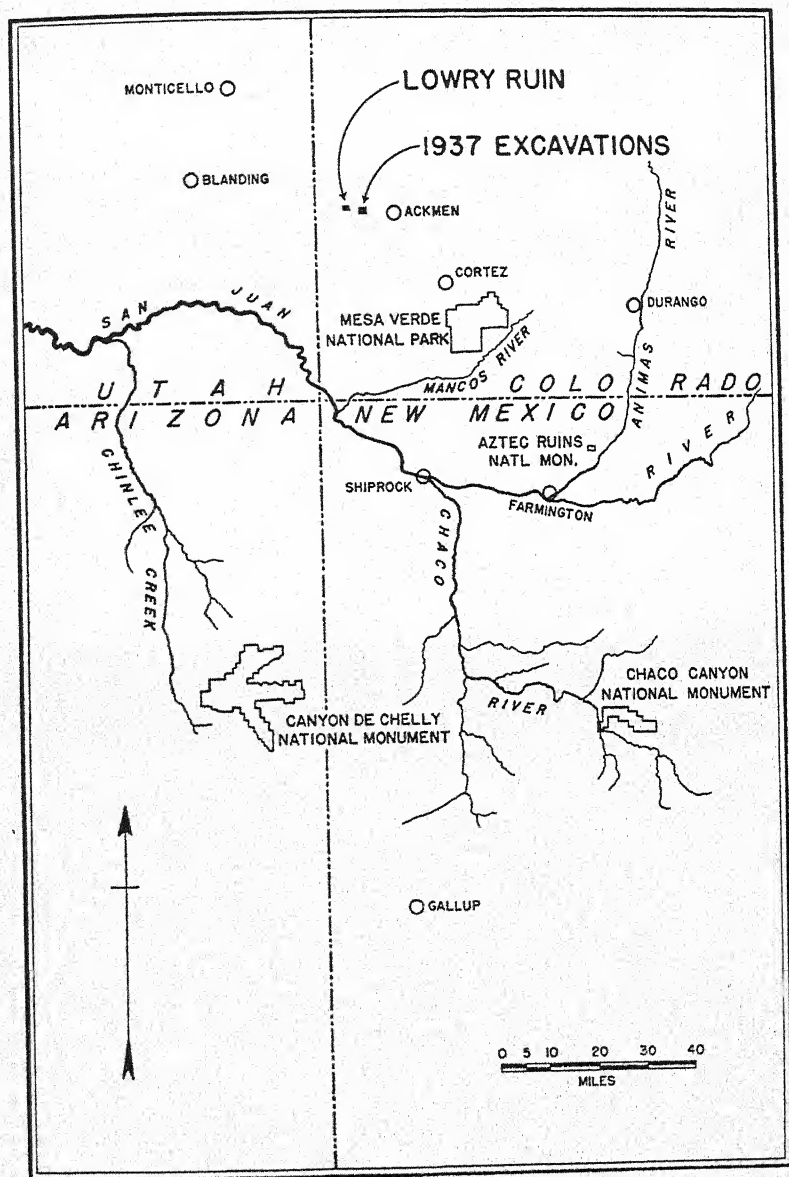 MONTICELLO
LOWRY RUIN
1937 EXCAVATIONS
BLANDING
ACKMEN
RIVER
CORTEZ
DURANGO
SAN JUAN
MESA VERDE
NATIONAL PARK
MANCOS RIVER
ANIMAS
UTAH
COLORADO
ARIZONA
NEW MEXICO
AZTEC RUINS
NATL MON.
RIVER
SHIPROCK
FARMINGTON
CHINLEE
CREEK
CHACO
RIVER
CHACO CANYON
NATIONAL MONUMENT
CANYON DE CHELLY
NATIONAL MONUMENT
GALLUP
0 5 10 20 30 40
MILES